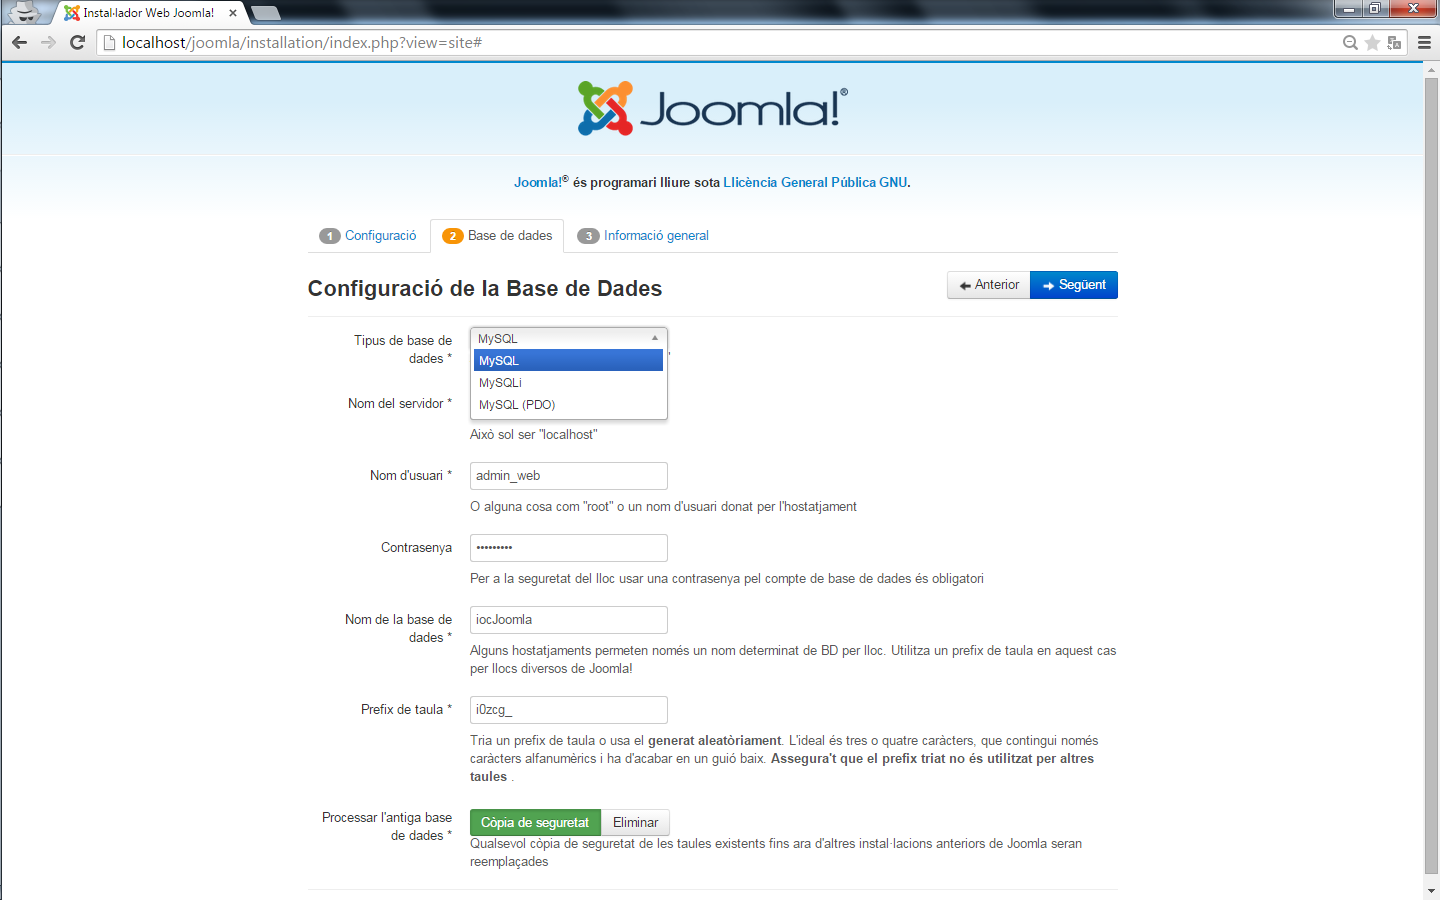 Instal·lador Web Joomla!
localhost/joomla/installation/index.php?view=site#
Joomla!®
Joomla!® és programari lliure sota Llicència General Pública GNU.
1 Configuració
2 Base de dades
3 Informació general
Configuració de la Base de Dades
Anterior
Següent
Tipus de base de
dades *
MySQL
MySQL
MySQLi
MySQL (PDO)
Nom del servidor *
Això sol ser "localhost"
Nom d'usuari *
admin_web
O alguna cosa com "root" o un nom d'usuari donat per l'hostatjament
Contrasenya
•••••••••
Per a la seguretat del lloc usar una contrasenya pel compte de base de dades és obligatori
Nom de la base de
dades *
iocJoomla
Alguns hostatjaments permeten només un nom determinat de BD per lloc. Utilitza un prefix de taula en aquest cas
per llocs diversos de Joomla!
Prefix de taula *
i0zcg_
Tria un prefix de taula o usa el generat aleatòriament. L'ideal és tres o quatre caràcters, que contingui només
caràcters alfanumèrics i ha d'acabar en un guió baix. Assegura't que el prefix triat no és utilitzat per altres
taules .
Processar l'antiga base
de dades *
Còpia de seguretat
Eliminar
Qualsevol còpia de seguretat de les taules existents fins ara d'altres instal·lacions anteriors de Joomla seran
reemplaçades